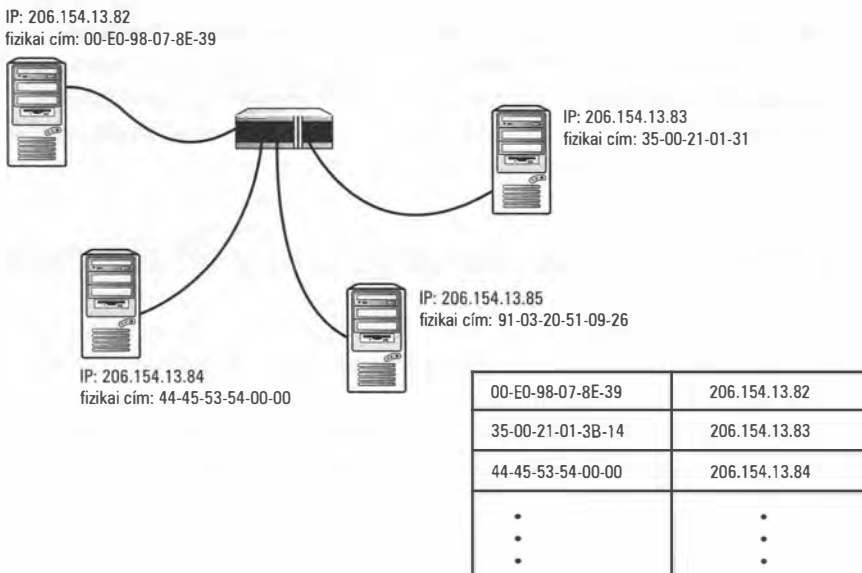 IP: 206.154.13.82
fizikai cím: 00-E0-98-07-8E-39
IP: 206.154.13.83
fizikai cím: 35-00-21-01-31
IP: 206.154.13.85
fizikai cím: 91-03-20-51-09-26
IP: 206.154.13.84
fizikai cím: 44-45-53-54-00-00
00-E0-98-07-8E-39 206.154.13.82
35-00-21-01-3B-14 206.154.13.83
44-45-53-54-00-00 206.154.13.84